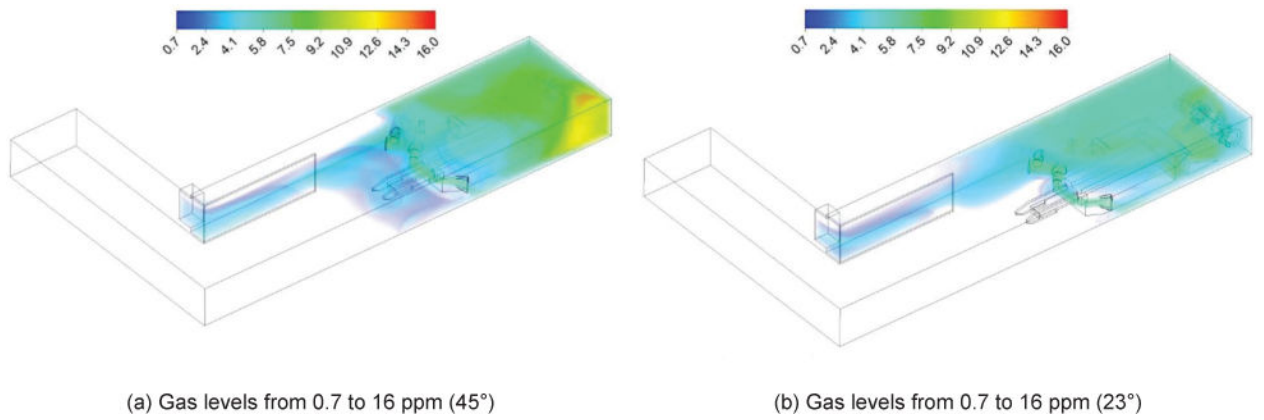 0.7 2.4 4.1 5.8 7.5 9.2 10.9 12.6 14.3 16.0
0.7 2.4 4.1 5.8 7.5 9.2 10.9 12.6 14.3 16.0
(a) Gas levels from 0.7 to 16 ppm (45°)
(b) Gas levels from 0.7 to 16 ppm (23°)